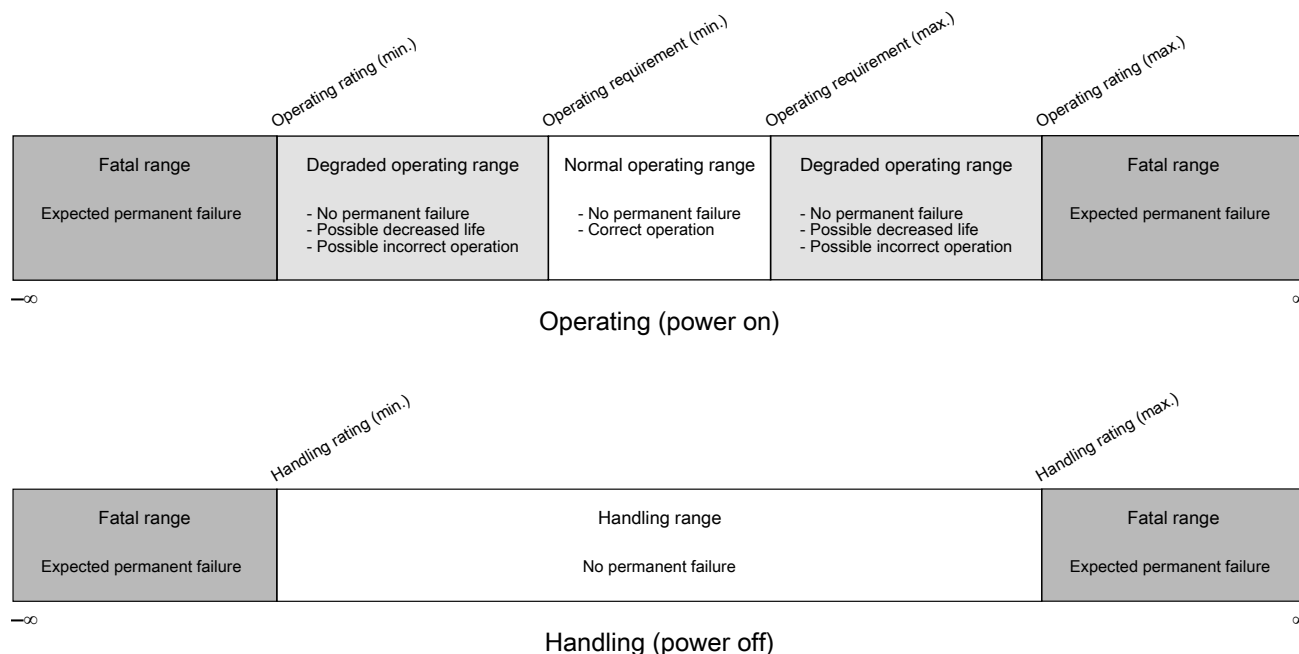 Operating rating (min.)
Operating requirement (min.)
Operating requirement (max.)
Operating rating (max.)
Fatal range
Degraded operating range
Normal operating range
Degraded operating range
Fatal range
Expected permanent failure
- No permanent failure
- Possible decreased life
- Possible incorrect operation
- No permanent failure
- Correct operation
- No permanent failure
- Possible decreased life
- Possible incorrect operation
Expected permanent failure
–∞
∞
Operating (power on)
Handling rating (min.)
Handling rating (max.)
Fatal range
Handling range
Fatal range
Expected permanent failure
No permanent failure
Expected permanent failure
–∞
∞
Handling (power off)